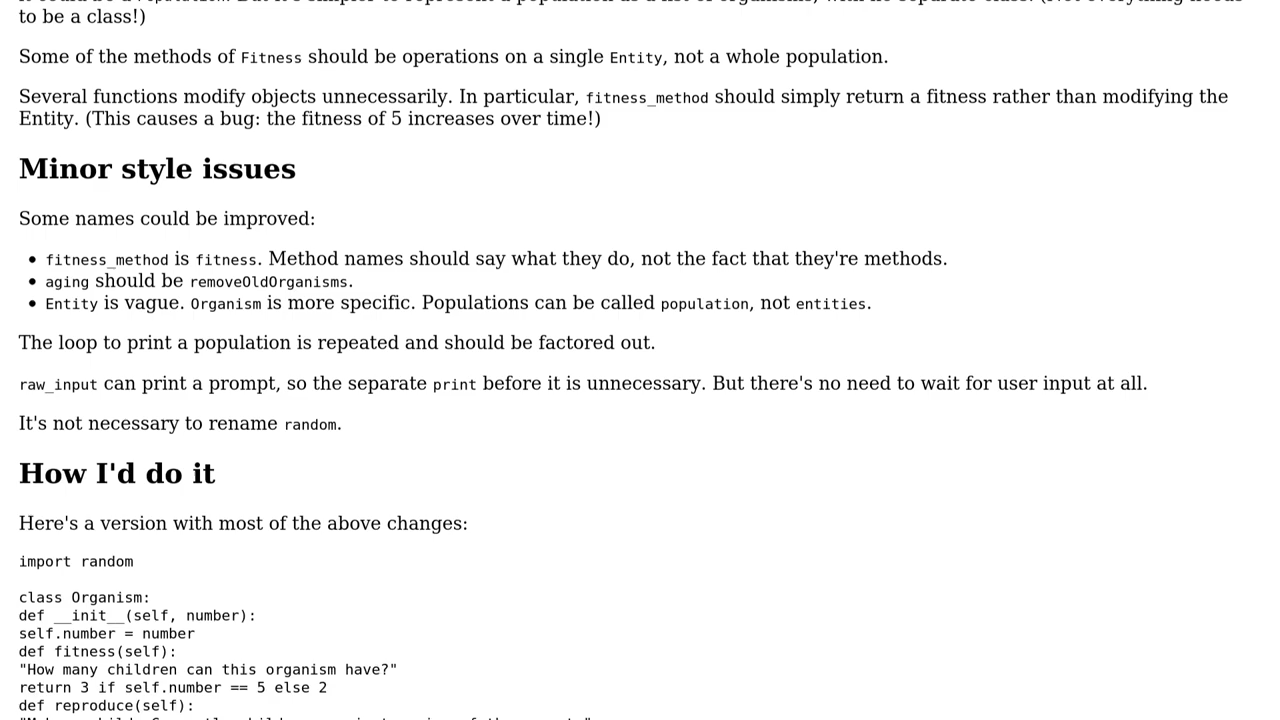 to be a class!)
Some of the methods of Fitness should be operations on a single Entity, not a whole population.
Several functions modify objects unnecessarily. In particular, fitness_method should simply return a fitness rather than modifying the
Entity. (This causes a bug: the fitness of 5 increases over time!)
Minor style issues
Some names could be improved:
• fitness_method is fitness. Method names should say what they do, not the fact that they're methods.
• aging should be removeOldOrganisms.
• Entity is vague. Organism is more specific. Populations can be called population, not entities.
The loop to print a population is repeated and should be factored out.
raw_input can print a prompt, so the separate print before it is unnecessary. But there's no need to wait for user input at all.
It's not necessary to rename random.
How I'd do it
Here's a version with most of the above changes:
import random
class Organism:
def __init__(self, number):
self.number = number
def fitness(self):
"How many children can this organism have?"
return 3 if self.number == 5 else 2
def reproduce(self):